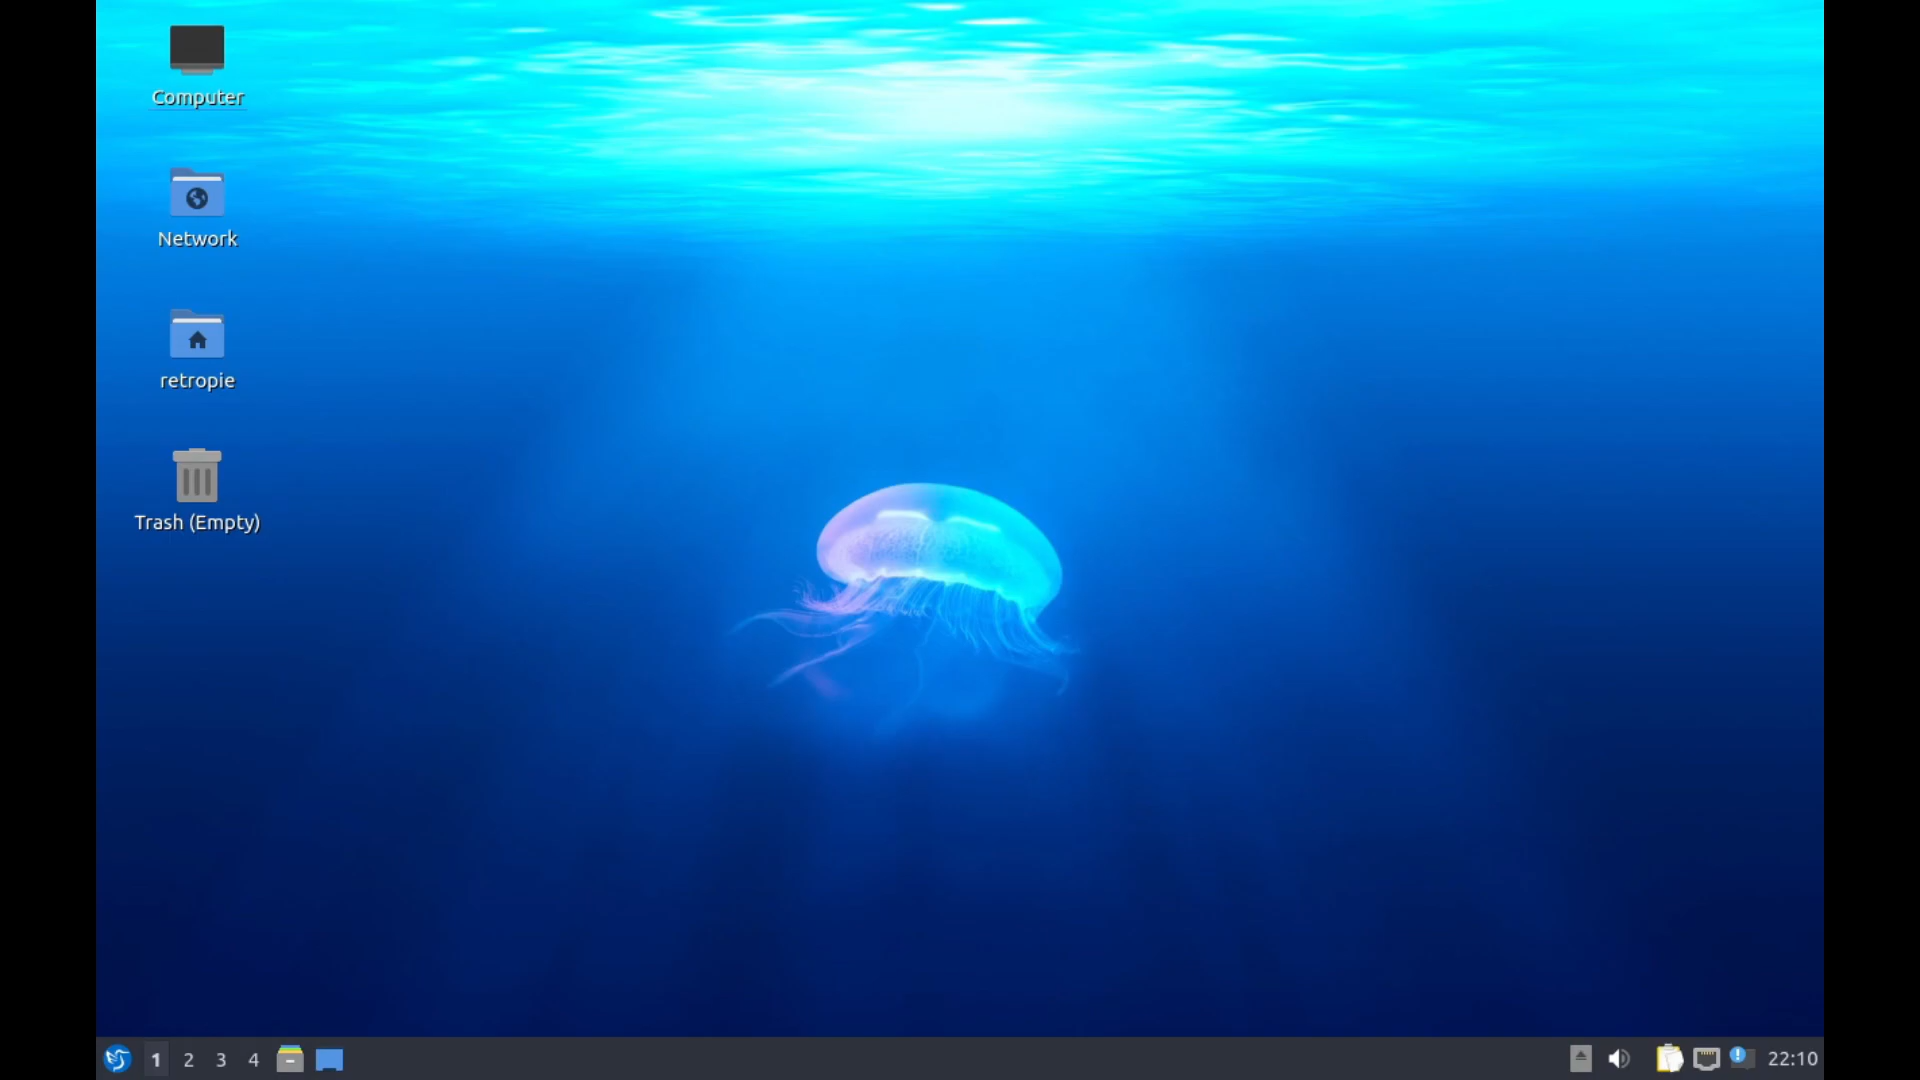 Computer
Network
retropie
Trash (Empty)
1 2 3 4
22:10